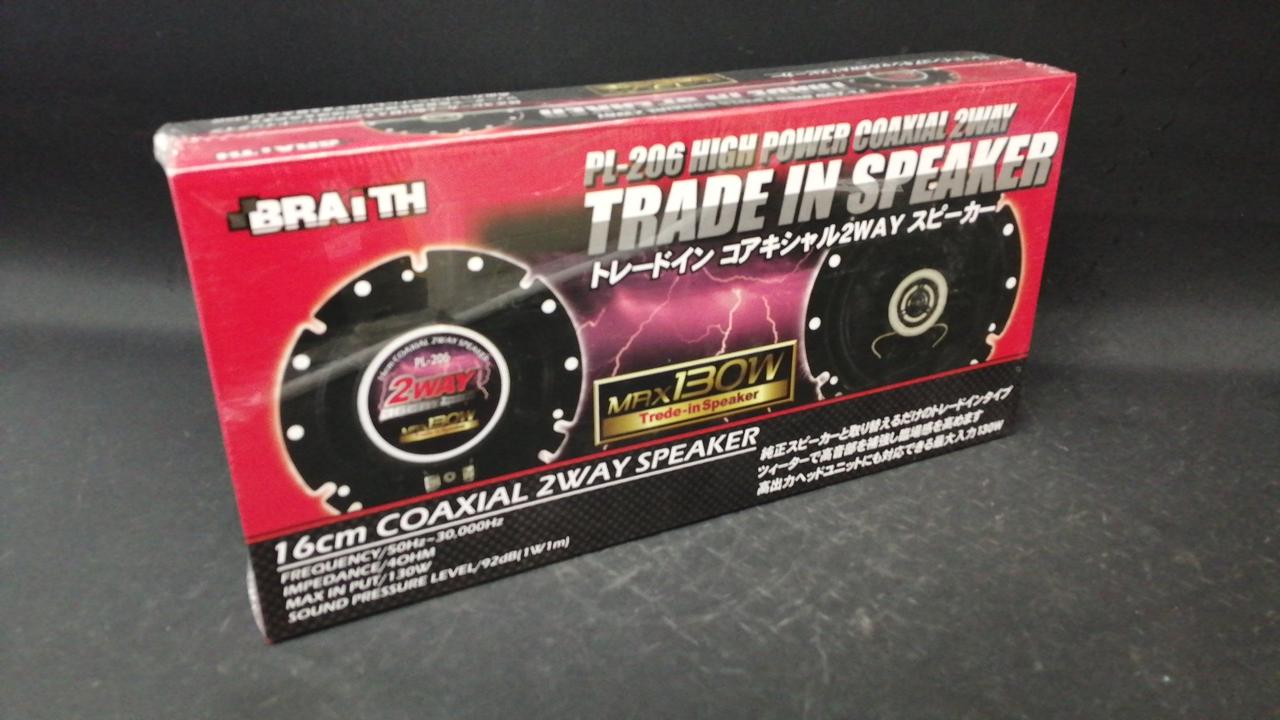 BRAiTH
PL-206 HIGH POWER COAXIAL 2WAY
TRADE IN SPEAKER
トレードイン コアキシャル2WAY スピーカー
COAXIAL 2WAY SPEAKER
PL-206
2WAY
MAX130W
Trade-in Speaker
MAX130W
Trede-in Speaker
16cm COAXIAL 2WAY SPEAKER
FREQUENCY/50Hz-30,000Hz
IMPEDANCE/4OHM
MAX IN PUT/130W
SOUND PRESSURE LEVEL/92dB(1W1m)
純正スピーカーと取り替えるだけのトレードインタイプ
ツィーターで高音部を補強し臨場感を高めます
高出力ヘッドユニットにも対応できる最大入力130W
BRAiTH